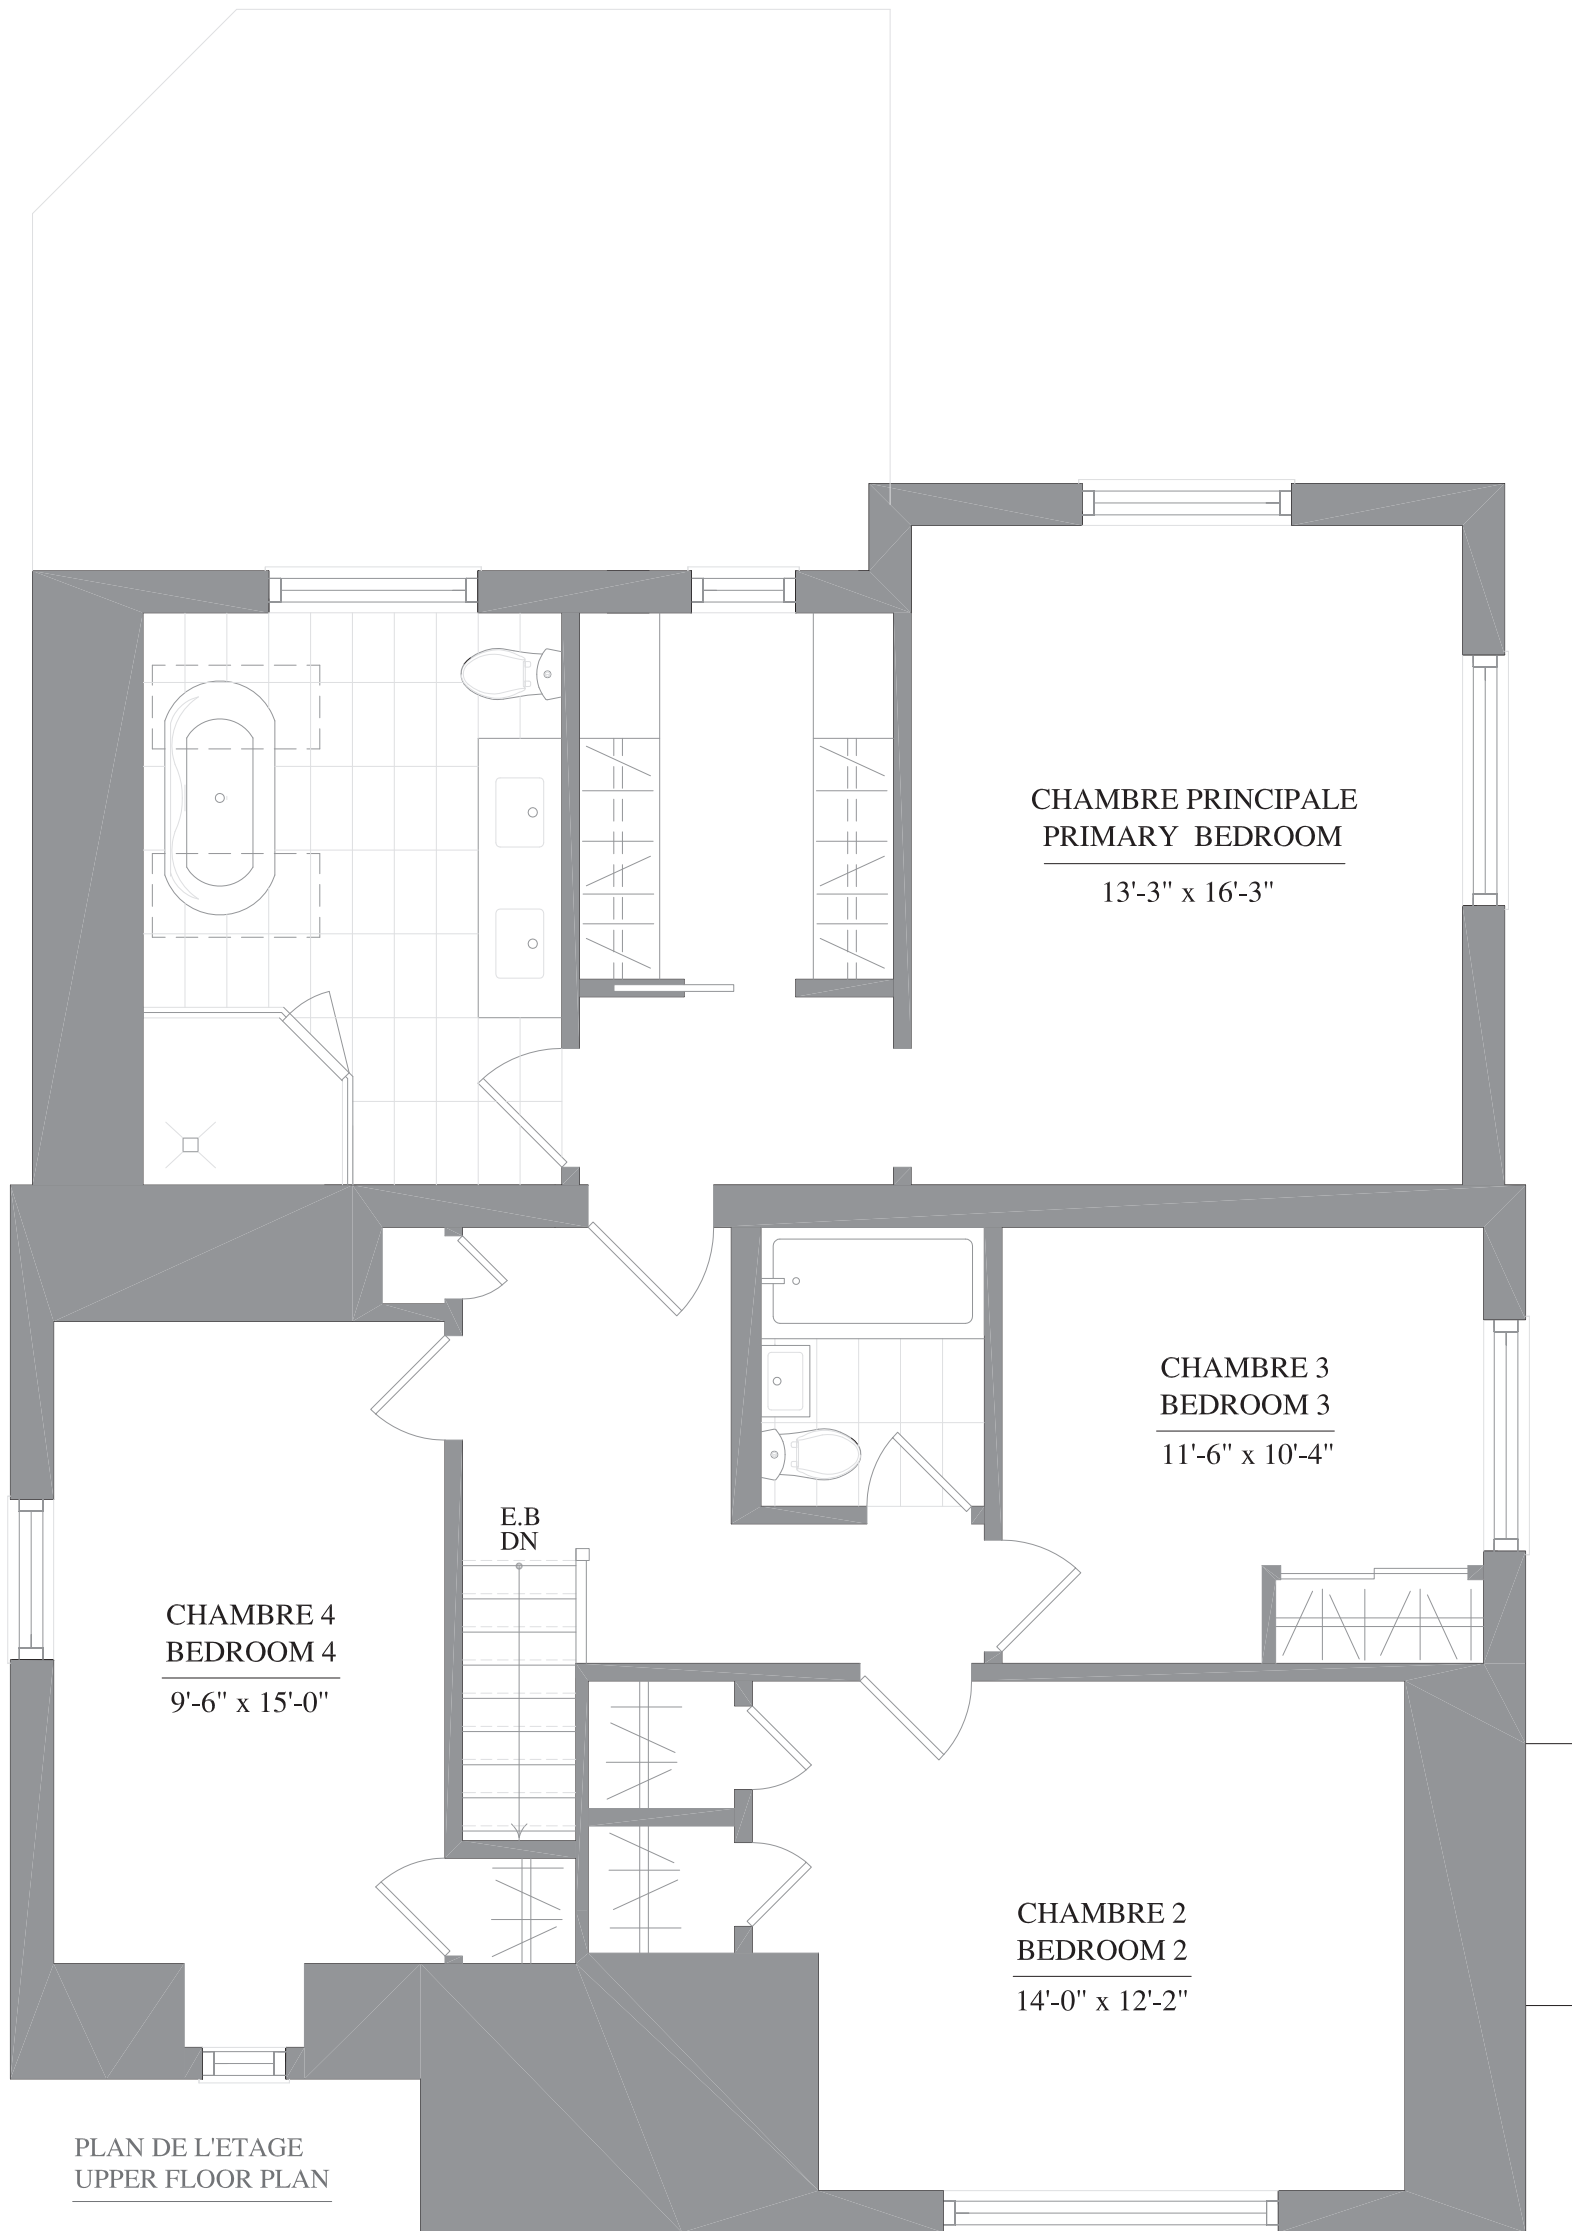 CHAMBRE PRINCIPALE
PRIMARY BEDROOM
13'-3" x 16'-3"
CHAMBRE 3
BEDROOM 3
11'-6" x 10'-4"
E.B
DN
CHAMBRE 4
BEDROOM 4
9'-6" x 15'-0"
CHAMBRE 2
BEDROOM 2
14'-0" x 12'-2"
PLAN DE L'ETAGE
UPPER FLOOR PLAN